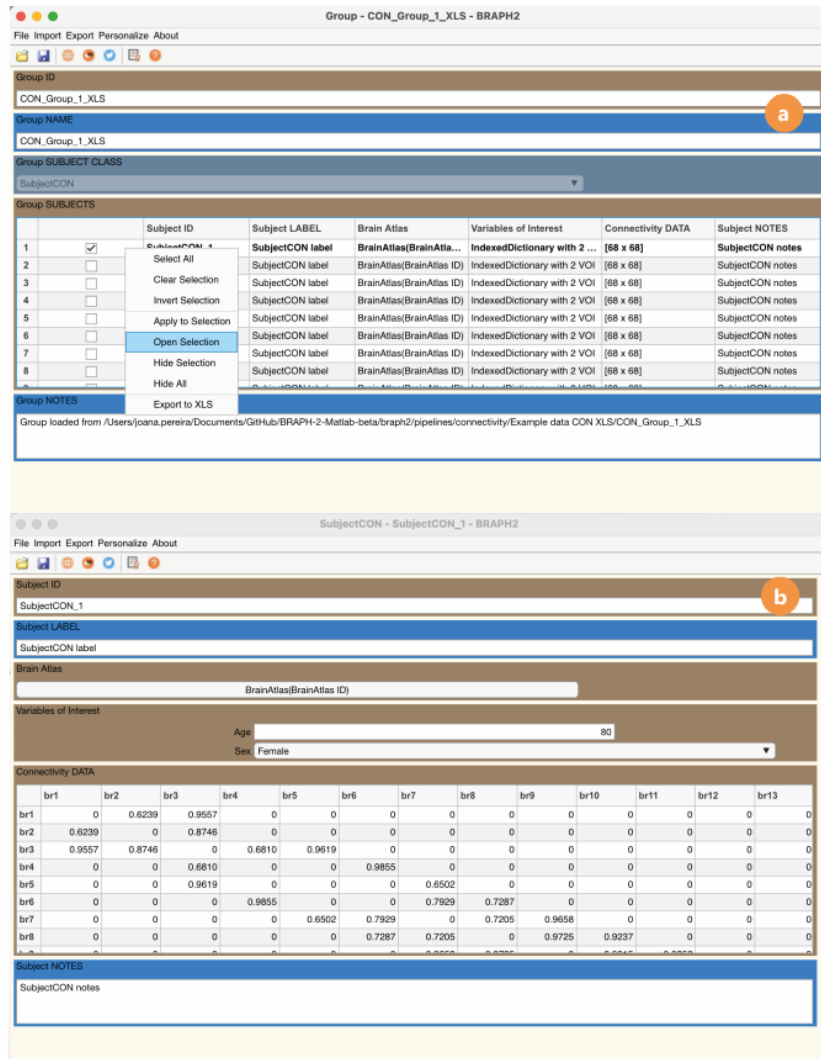 Group - CON_Group_1_XLS - BRAPH2
File Import Export Personalize About
Group ID
CON_Group_1_XLS
a
Group NAME
CON_Group_1_XLS
Group SUBJECT CLASS
SubjectCON
Group SUBJECTS
Subject ID Subject LABEL Brain Atlas Variables of Interest Connectivity DATA Subject NOTES
1 SubjectCON_1 SubjectCON label BrainAtlas(BrainAtla... IndexedDictionary with 2 ... [68 x 68] SubjectCON notes
2 SubjectCON label BrainAtlas(BrainAtlas ID) IndexedDictionary with 2 VOI [68 x 68] SubjectCON notes
3 SubjectCON label BrainAtlas(BrainAtlas ID) IndexedDictionary with 2 VOI [68 x 68] SubjectCON notes
4 SubjectCON label BrainAtlas(BrainAtlas ID) IndexedDictionary with 2 VOI [68 x 68] SubjectCON notes
5 SubjectCON label BrainAtlas(BrainAtlas ID) IndexedDictionary with 2 VOI [68 x 68] SubjectCON notes
6 SubjectCON label BrainAtlas(BrainAtlas ID) IndexedDictionary with 2 VOI [68 x 68] SubjectCON notes
7 SubjectCON label BrainAtlas(BrainAtlas ID) IndexedDictionary with 2 VOI [68 x 68] SubjectCON notes
8 SubjectCON label BrainAtlas(BrainAtlas ID) IndexedDictionary with 2 VOI [68 x 68] SubjectCON notes
Select All
Clear Selection
Invert Selection
Apply to Selection
Open Selection
Hide Selection
Hide All
Export to XLS
Group NOTES
Group loaded from /Users/joana.pereira/Documents/GitHub/BRAPH-2-Matlab-beta/braph2/pipelines/connectivity/Example data CON XLS/CON_Group_1_XLS
SubjectCON - SubjectCON_1 - BRAPH2
File Import Export Personalize About
Subject ID
SubjectCON_1
b
Subject LABEL
SubjectCON label
Brain Atlas
BrainAtlas(BrainAtlas ID)
Variables of Interest
Age 80
Sex Female
Connectivity DATA
br1 br2 br3 br4 br5 br6 br7 br8 br9 br10 br11 br12 br13
br1 0 0.6239 0.9557 0 0 0 0 0 0 0 0 0 0
br2 0.6239 0 0.8746 0 0 0 0 0 0 0 0 0 0
br3 0.9557 0.8746 0 0.6810 0.9619 0 0 0 0 0 0 0 0
br4 0 0 0.6810 0 0 0.9855 0 0 0 0 0 0 0
br5 0 0 0.9619 0 0 0 0.6502 0 0 0 0 0 0
br6 0 0 0 0.9855 0 0 0.7929 0.7287 0 0 0 0 0
br7 0 0 0 0 0.6502 0.7929 0 0.7205 0.9658 0 0 0 0
br8 0 0 0 0 0 0.7287 0.7205 0 0.9725 0.9237 0 0 0
Subject NOTES
SubjectCON notes